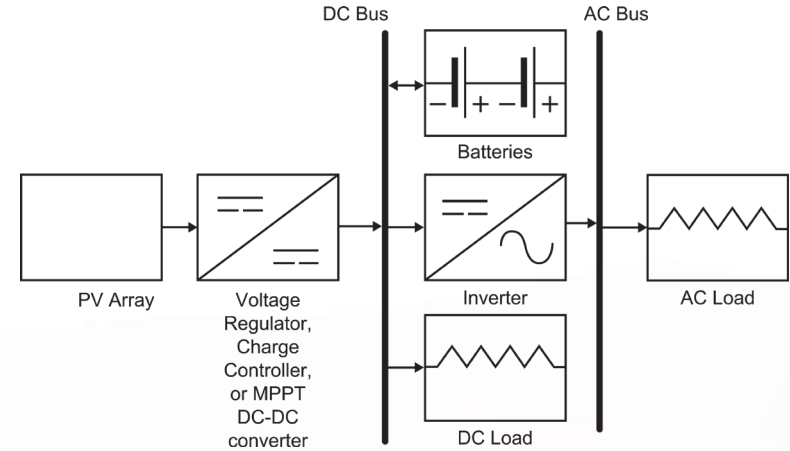 DC Bus
AC Bus
Batteries
PV Array
Voltage
Regulator,
Charge
Controller,
or MPPT
DC-DC
converter
Inverter
AC Load
DC Load